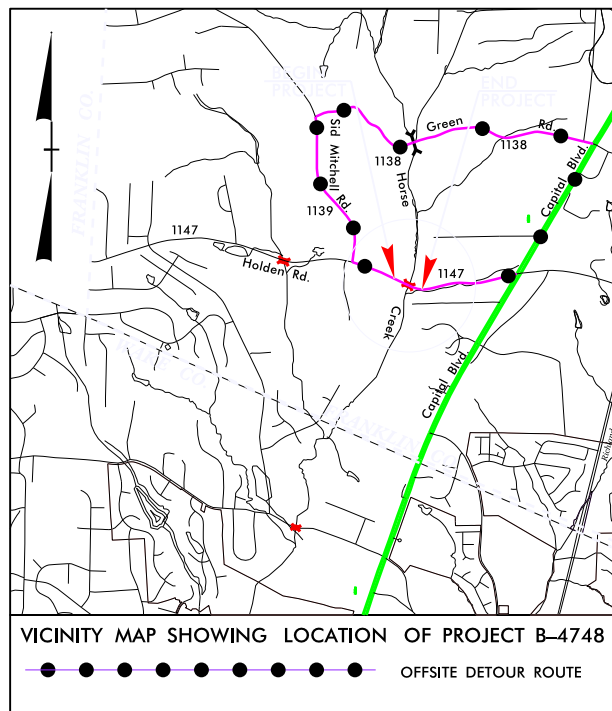 BEGIN
PROJECT
END
PROJECT
FRANKLIN CO.
Sid Mitchell Rd.
1138
Green
Rd.
1138
Capital Blvd.
1139
Horse
1147
Holden Rd.
1147
Creek
WAKE CO.
FRANKLIN CO.
Capital Blvd.
VICINITY MAP SHOWING LOCATION OF PROJECT B–4748
OFFSITE DETOUR ROUTE